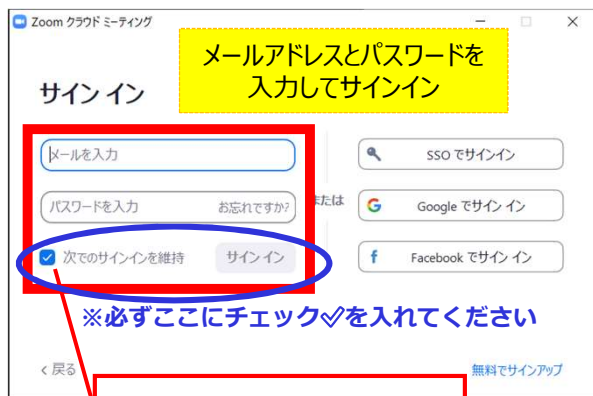 Zoom クラウド ミーティング
メールアドレスとパスワードを
入力してサインイン
サイン イン
メールを入力
SSO でサインイン
パスワードを入力 お忘れですか?
または
Google でサイン イン
次でのサインインを維持 サイン イン
Facebook でサイン イン
※必ずここにチェック✅を入れてください
戻る
無料でサインアップ